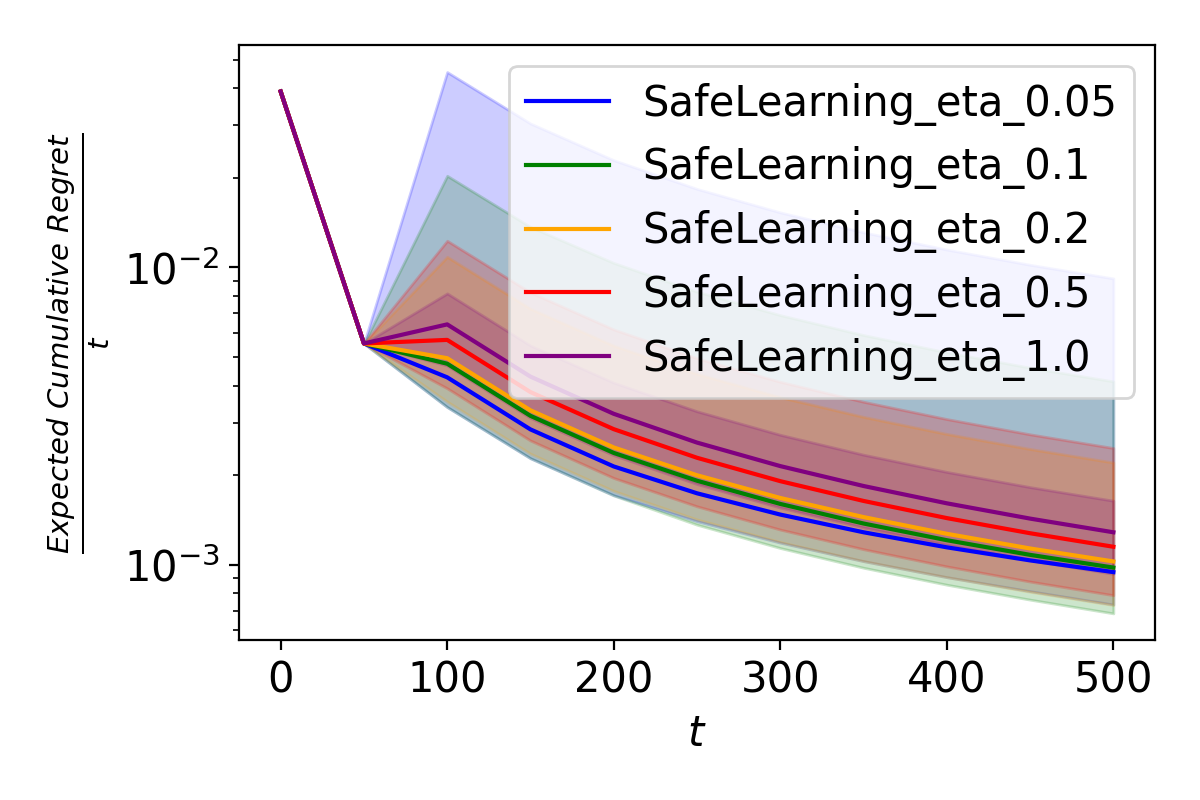 Expected Cumulative Regret
t
10⁻²
10⁻³
SafeLearning_eta_0.05
SafeLearning_eta_0.1
SafeLearning_eta_0.2
SafeLearning_eta_0.5
SafeLearning_eta_1.0
0 100 200 300 400 500
t